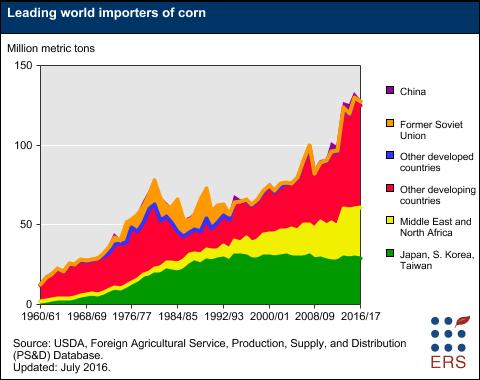 Leading world importers of corn
Million metric tons
150
100
50
0
1960/61 1968/69 1976/77 1984/85 1992/93 2000/01 2008/09 2016/17
China
Former Soviet
Union
Other developed
countries
Other developing
countries
Middle East and
North Africa
Japan, S. Korea,
Taiwan
Source: USDA, Foreign Agricultural Service, Production, Supply, and Distribution
(PS&D) Database.
Updated: July 2016.
ERS